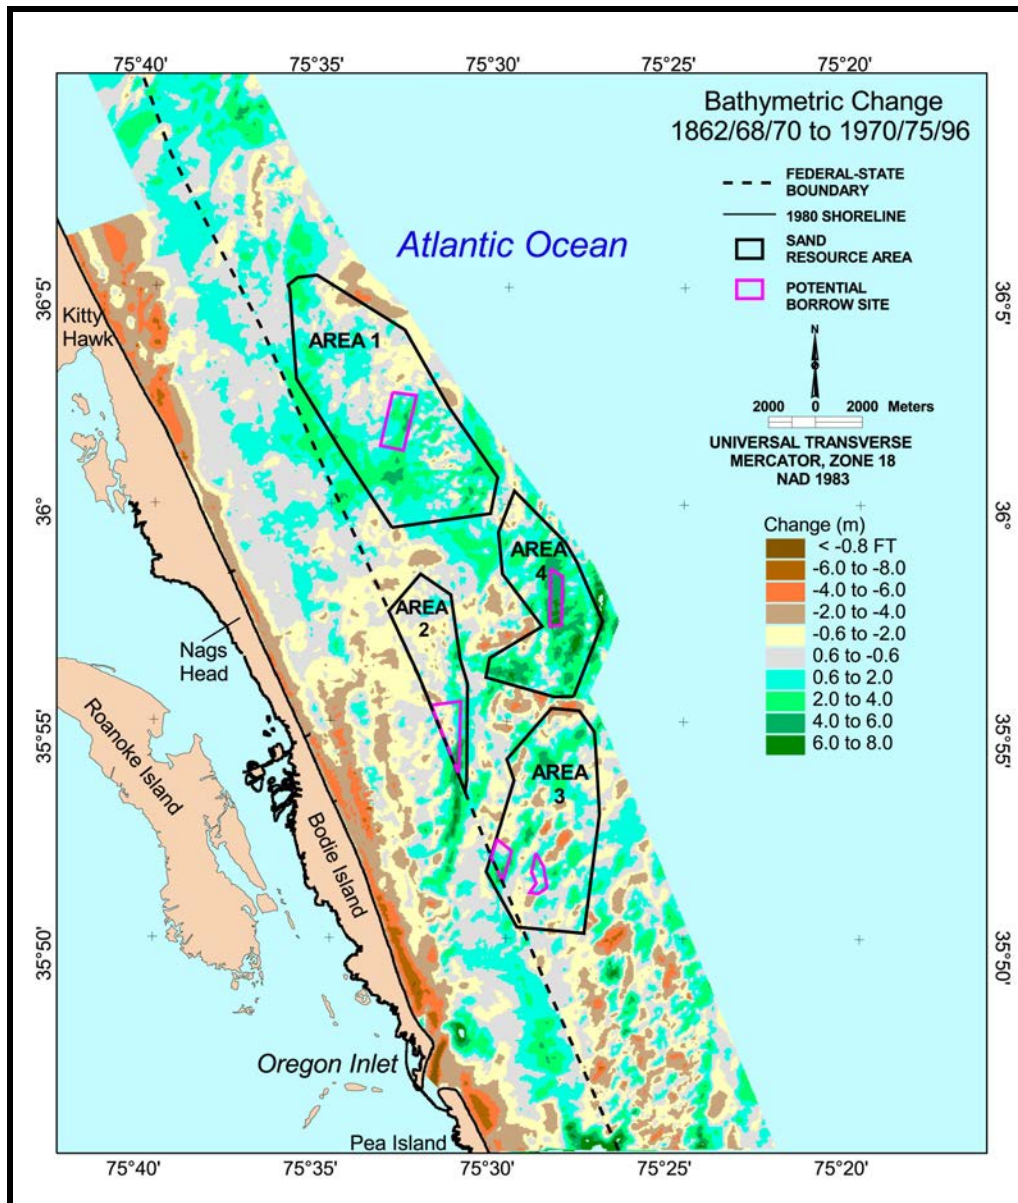 75°40' 75°35' 75°30' 75°25' 75°20'
Bathymetric Change
1862/68/70 to 1970/75/96
FEDERAL-STATE
BOUNDARY
1980 SHORELINE
SAND
RESOURCE AREA
POTENTIAL
BORROW SITE
N
2000 0 2000 Meters
UNIVERSAL TRANSVERSE
MERCATOR, ZONE 18
NAD 1983
Change (m)
< -0.8 FT
-6.0 to -8.0
-4.0 to -6.0
-2.0 to -4.0
-0.6 to -2.0
0.6 to -0.6
0.6 to 2.0
2.0 to 4.0
4.0 to 6.0
6.0 to 8.0
Atlantic Ocean
36°5'
36°5'
Kitty
Hawk
AREA 1
36°
36°
AREA
4
AREA
2
Nags
Head
Roanoke Island
35°55'
35°55'
AREA
3
Bodie Island
35°50'
35°50'
Oregon Inlet
Pea Island
75°40' 75°35' 75°30' 75°25' 75°20'